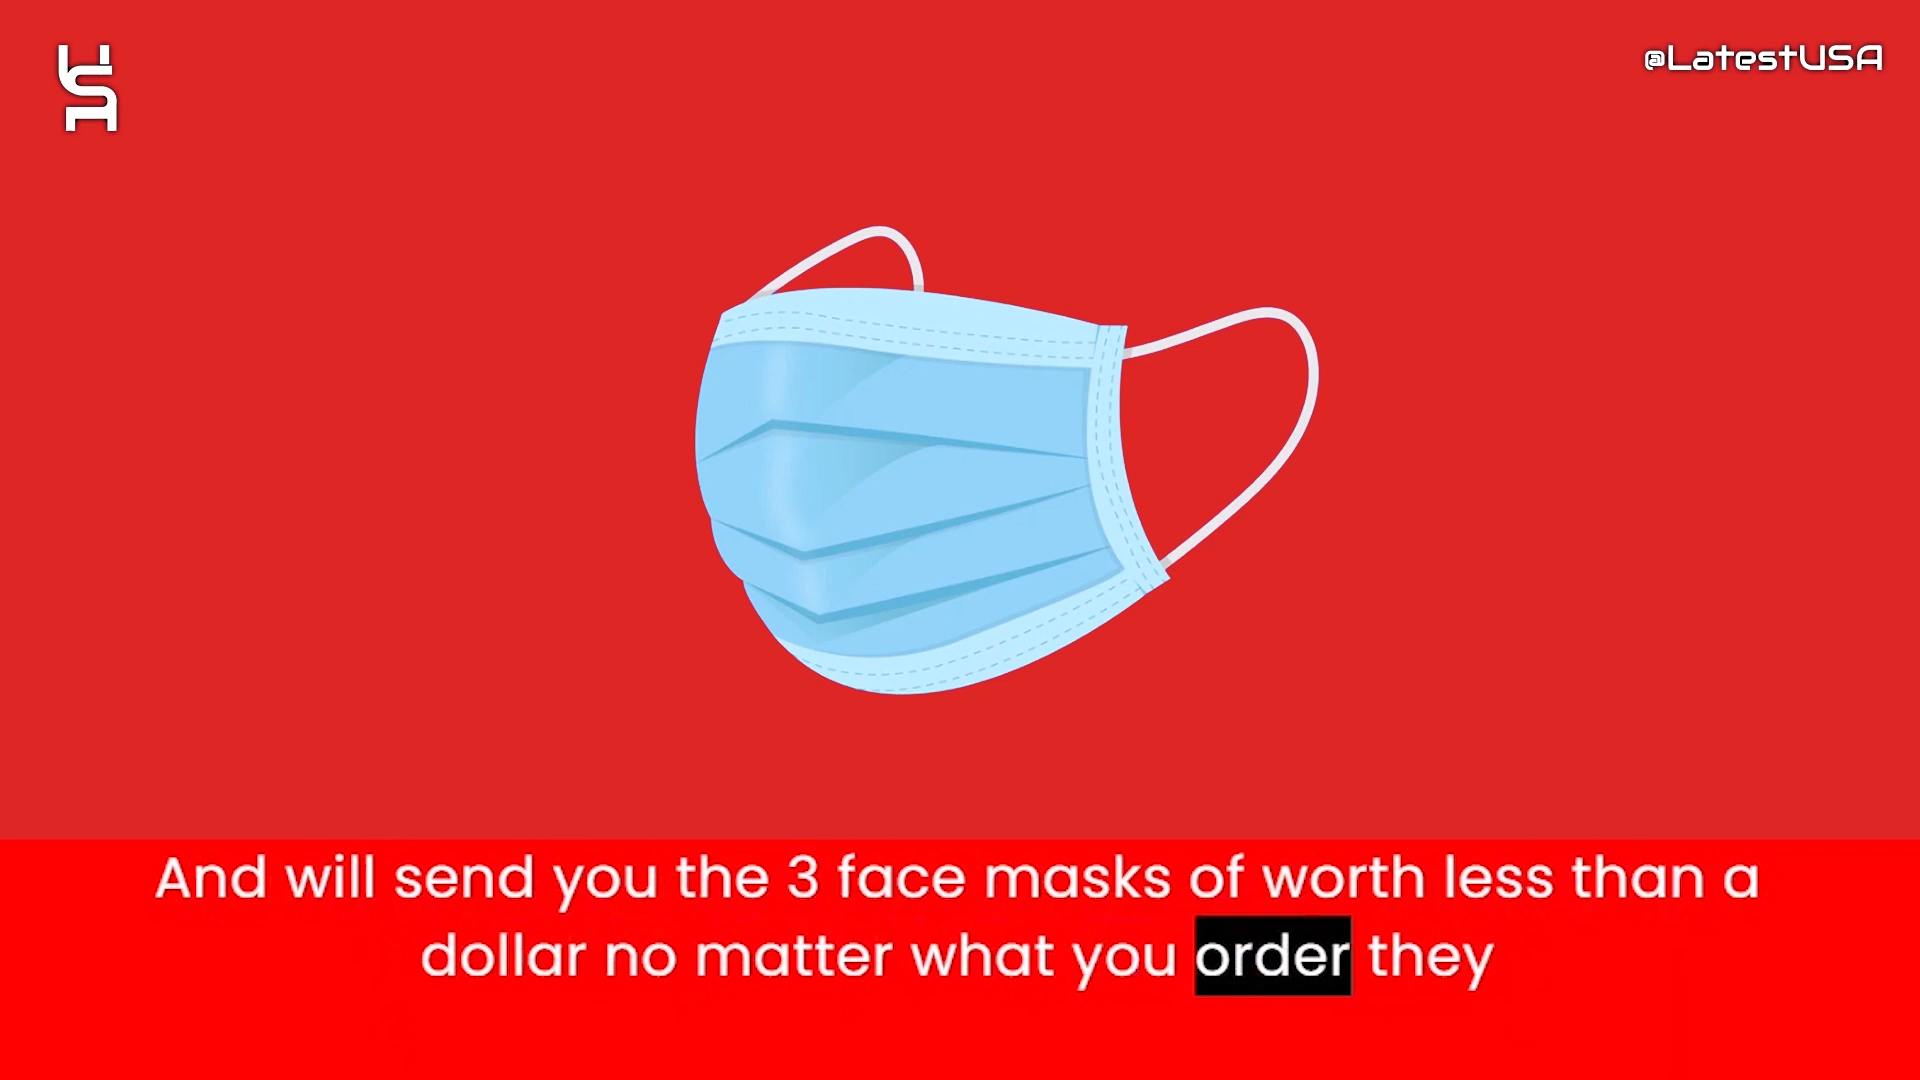 USA
@LatestUSA
And will send you the 3 face masks of worth less than a
dollar no matter what you order they